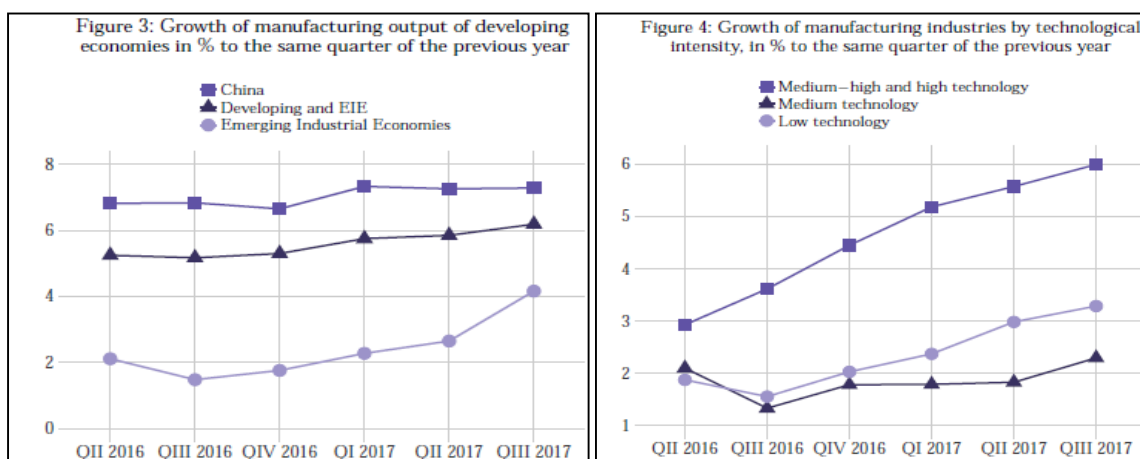 Figure 3: Growth of manufacturing output of developing
economies in % to the same quarter of the previous year
China
Developing and EIE
Emerging Industrial Economies
8
6
4
2
0
QII 2016 QIII 2016 QIV 2016 QI 2017 QII 2017 QIII 2017
Figure 4: Growth of manufacturing industries by technological
intensity, in % to the same quarter of the previous year
Medium−high and high technology
Medium technology
Low technology
6
5
4
3
2
1
QII 2016 QIII 2016 QIV 2016 QI 2017 QII 2017 QIII 2017